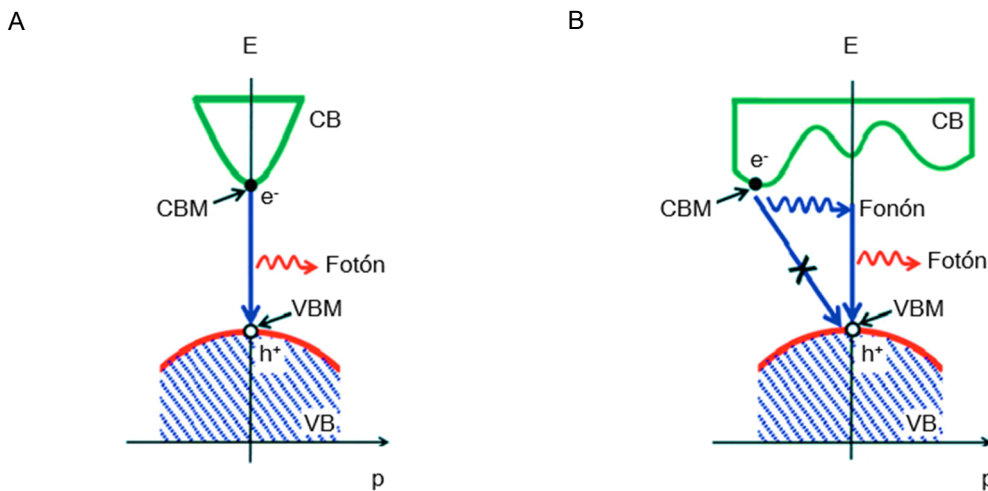 A
E
CB
e-
CBM
Fotón
VBM
h+
VB
p
B
E
CB
e-
CBM
Fonón
Fotón
VBM
h+
VB
p